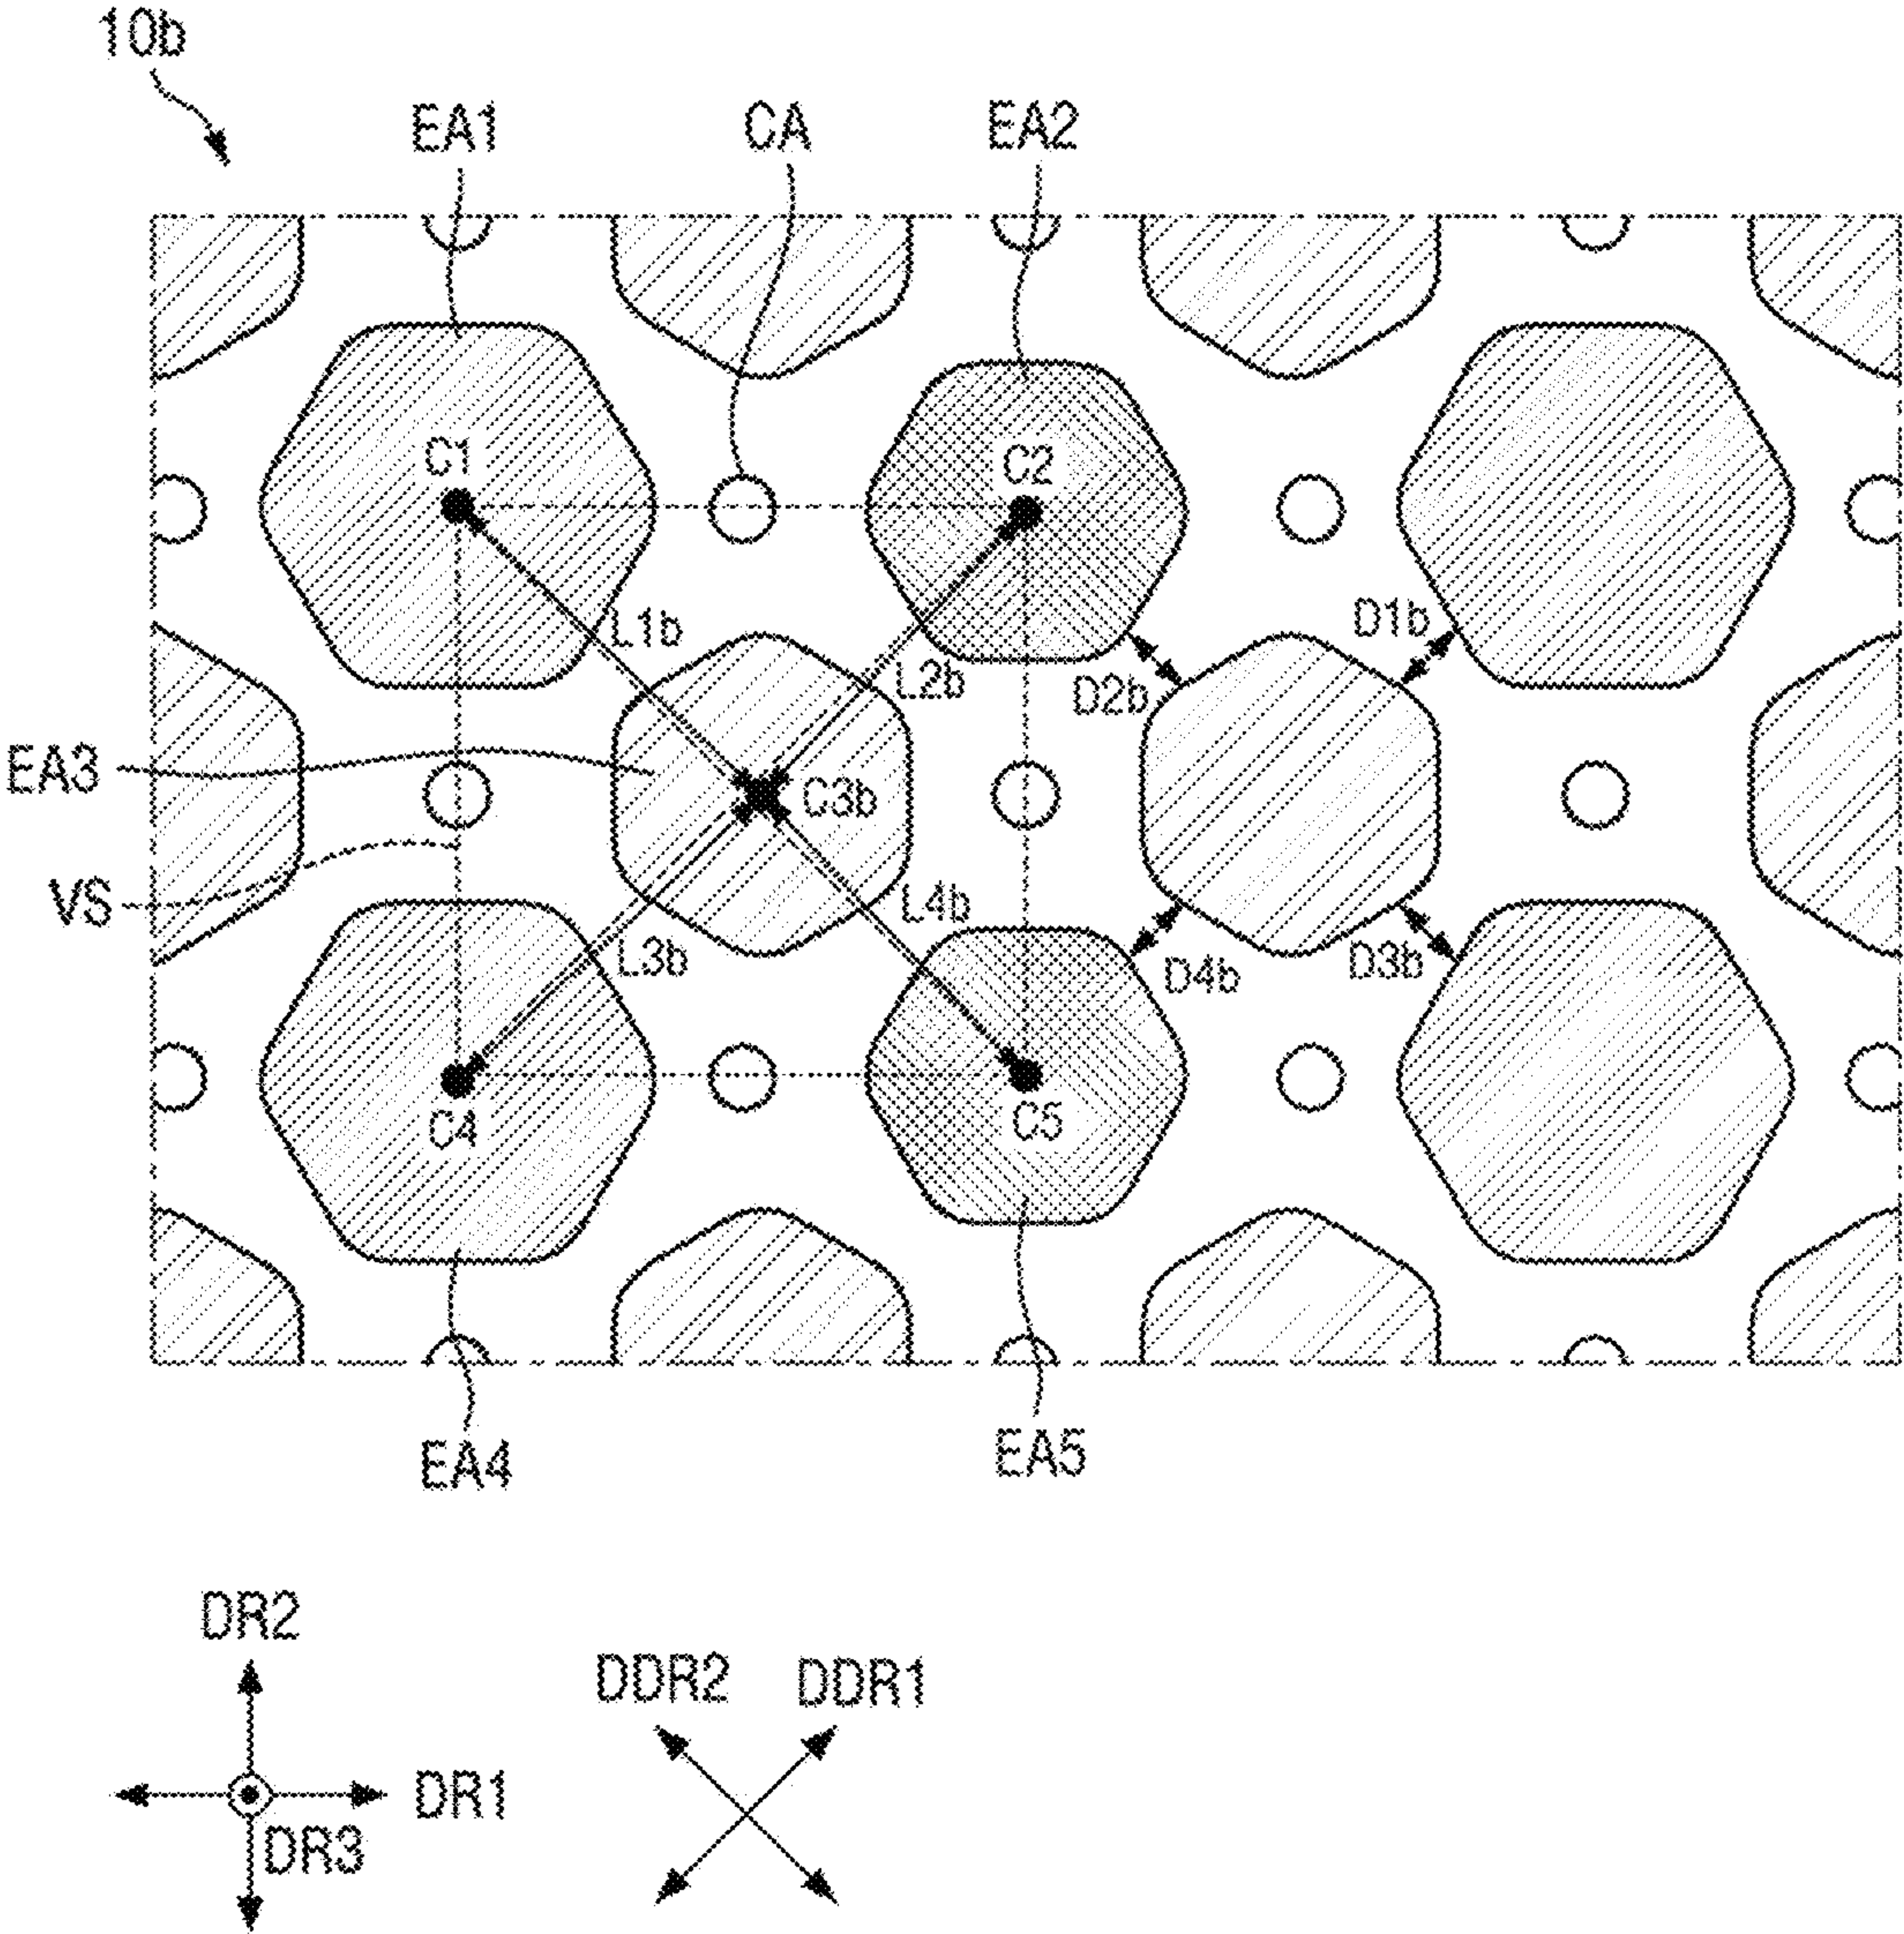 10b
EA1
CA
EA2
C1
C2
L1b
L2b
D1b
D2b
EA3
C3b
VS
L4b
L3b
D4b
D3b
C4
C5
EA4
EA5
DR2
DDR2
DDR1
DR1
DR3